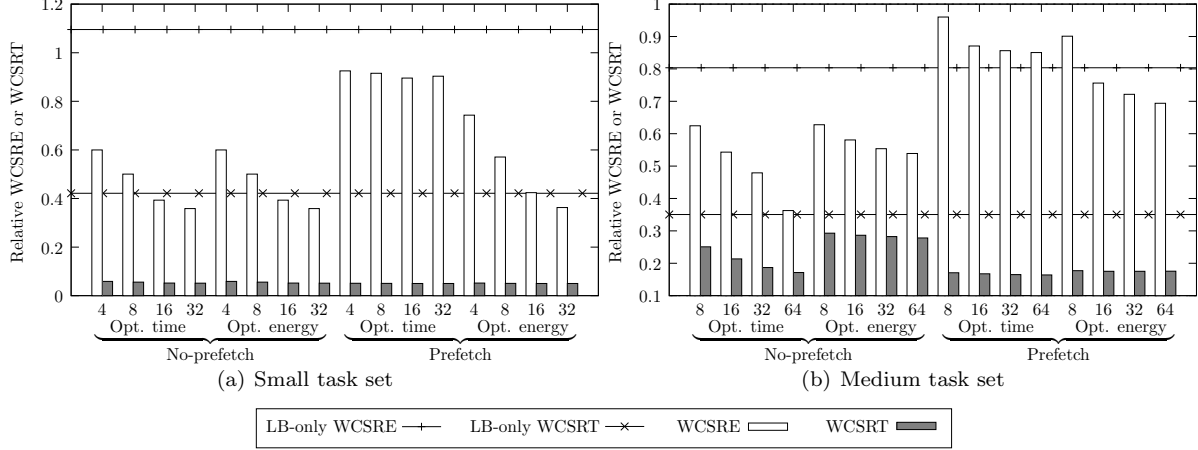 Relative WCSRE or WCSRT
1.2
1
0.8
0.6
0.4
0.2
0
4 8 16 32 4 8 16 32 4 8 16 32 4 8 16 32
Opt. time Opt. energy Opt. time Opt. energy
No-prefetch Prefetch
(a) Small task set
Relative WCSRE or WCSRT
1
0.9
0.8
0.7
0.6
0.5
0.4
0.3
0.2
0.1
8 16 32 64 8 16 32 64 8 16 32 64 8 16 32 64
Opt. time Opt. energy Opt. time Opt. energy
No-prefetch Prefetch
(b) Medium task set
LB-only WCSRE LB-only WCSRT WCSRE WCSRT